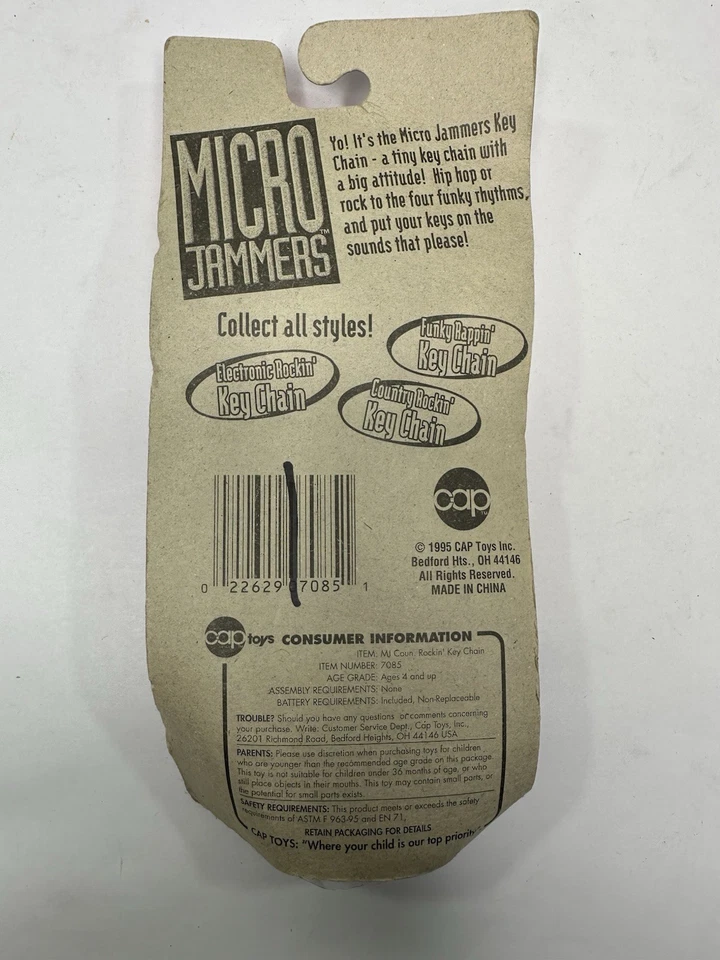 MICRO
JAMMERS™
Yo! It's the Micro Jammers Key
Chain - a tiny key chain with
a big attitude! Hip hop or
rock to the four funky rhythms,
and put your keys on the
sounds that please!
Collect all styles!
Funky Rappin'
Key Chain
Electronic Rockin'
Key Chain
Country Rockin'
Key Chain
cap
TM
0 22629 7085 1
© 1995 CAP Toys Inc.
Bedford Hts., OH 44146
All Rights Reserved.
MADE IN CHINA
cap toys CONSUMER INFORMATION
ITEM: MJ Coun. Rockin' Key Chain
ITEM NUMBER: 7085
AGE GRADE: Ages 4 and up
ASSEMBLY REQUIREMENTS: None
BATTERY REQUIREMENTS: Included, Non-Replaceable
TROUBLE? Should you have any questions or comments concerning
your purchase. Write: Customer Service Dept., Cap Toys, Inc.,
26201 Richmond Road, Bedford Heights, OH 44146 USA
PARENTS: Please use discretion when purchasing toys for children
who are younger than the recommended age grade on this package.
This toy is not suitable for children under 36 months of age, or who
still place objects in their mouths. This toy may contain small parts, or
the potential for small parts exists.
SAFETY REQUIREMENTS: This product meets or exceeds the safety
requirements of ASTM F 963-95 and EN 71,
RETAIN PACKAGING FOR DETAILS
CAP TOYS: "Where your child is our top priority"